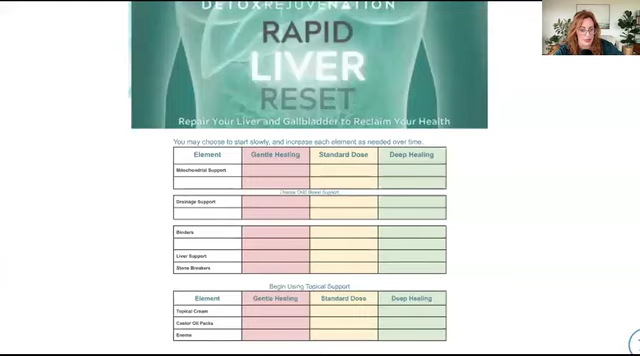 DETOXREJUVENATION
RAPID
LIVER
RESET
Repair Your Liver and Gallbladder to Reclaim Your Health
You may choose to start slowly, and increase each element as needed over time.
Element Gentle Healing Standard Dose Deep Healing
Mitochondrial Support
Drainage Support
Binders
Liver Support
Stone Breakers
Begin Using Topical Support
Element Gentle Healing Standard Dose Deep Healing
Topical Cream
Castor Oil Packs
Enema